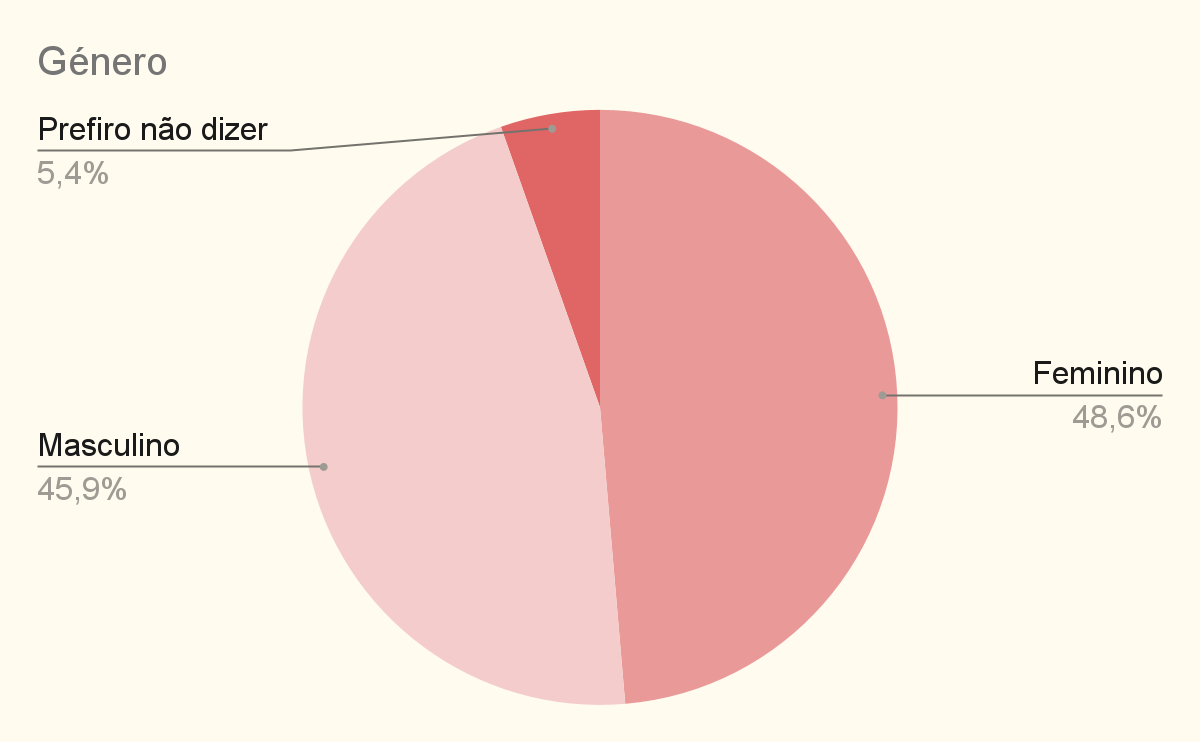 Género
Prefiro não dizer
5,4%
Feminino
48,6%
Masculino
45,9%